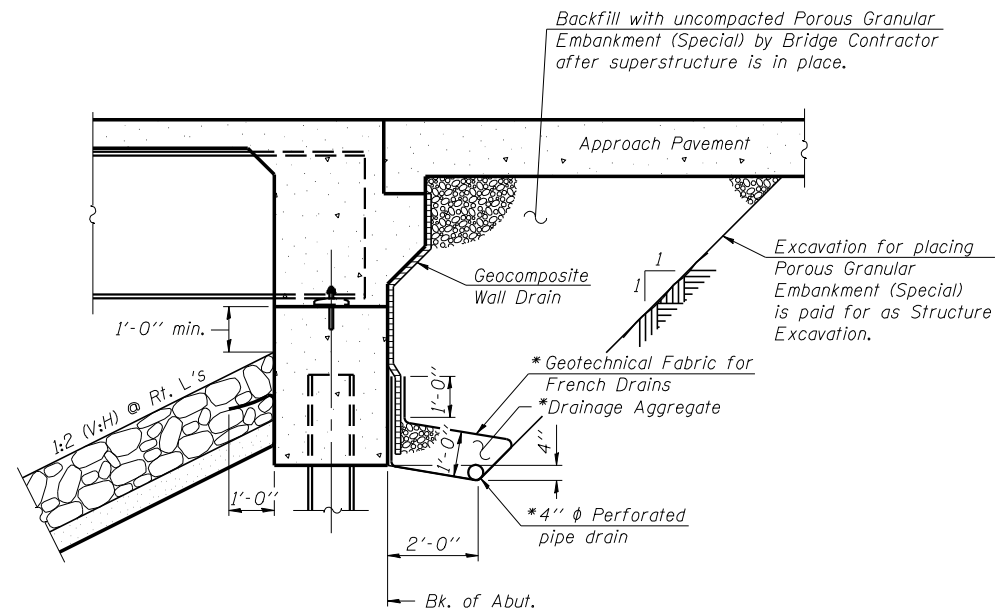 Backfill with uncompacted Porous Granular
Embankment (Special) by Bridge Contractor
after superstructure is in place.
Approach Pavement
Geocomposite
Wall Drain
1
1
Excavation for placing
Porous Granular
Embankment (Special)
is paid for as Structure
Excavation.
1'-0" min.
1:2 (V:H) @ Rt. L's
* Geotechnical Fabric for
French Drains
*Drainage Aggregate
1'-0"
1'-0"
4"
1'-0"
*4" ϕ Perforated
pipe drain
2'-0"
Bk. of Abut.